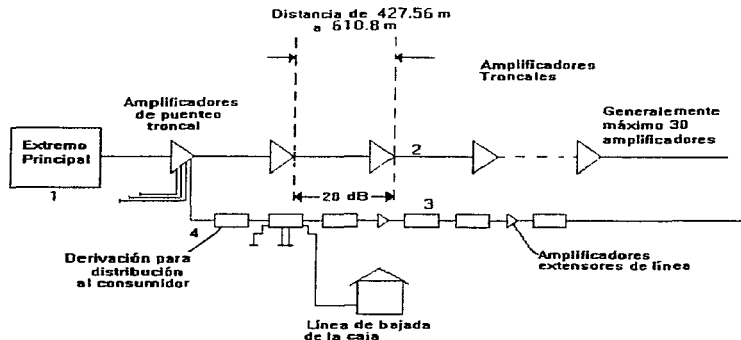 Distancia de 427.56 m
a 610.8 m
Amplificadores
Troncales
Amplificadores
de puenteo
troncal
Generalemente
máximo 30
amplificadores
Extremo
Principal
1
2
20 dB
3
4
Derivación para
distribución
al consumidor
Amplificadores
extensores de línea
Línea de bajada
de la caja